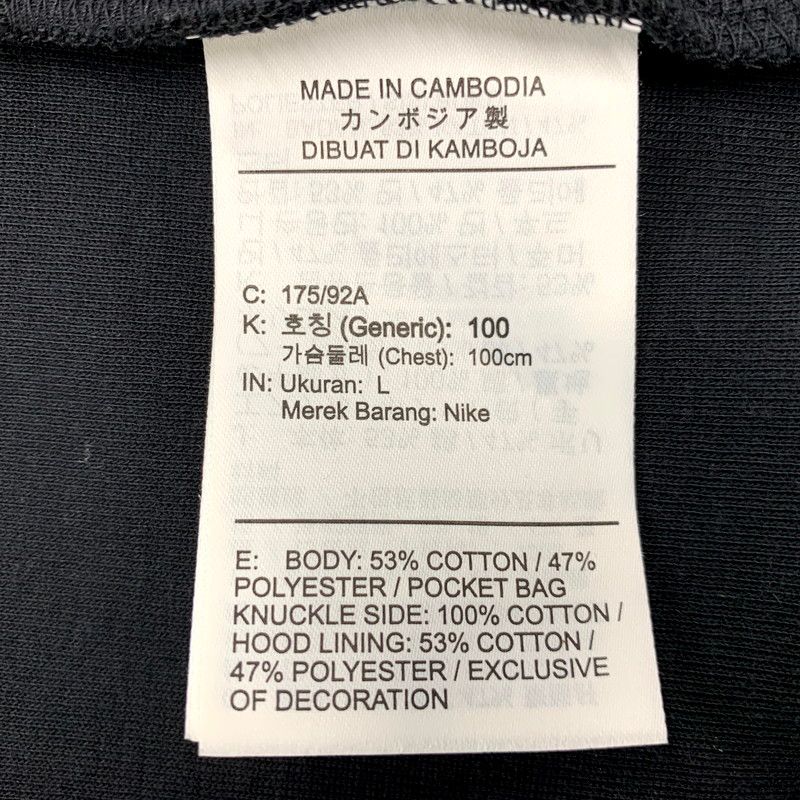 MADE IN CAMBODIA
カンボジア製
DIBUAT DI KAMBOJA
C: 175/92A
K: 호칭 (Generic): 100
가슴둘레 (Chest): 100cm
IN: Ukuran: L
Merek Barang: Nike
E: BODY: 53% COTTON / 47%
POLYESTER / POCKET BAG
KNUCKLE SIDE: 100% COTTON /
HOOD LINING: 53% COTTON /
47% POLYESTER / EXCLUSIVE
OF DECORATION